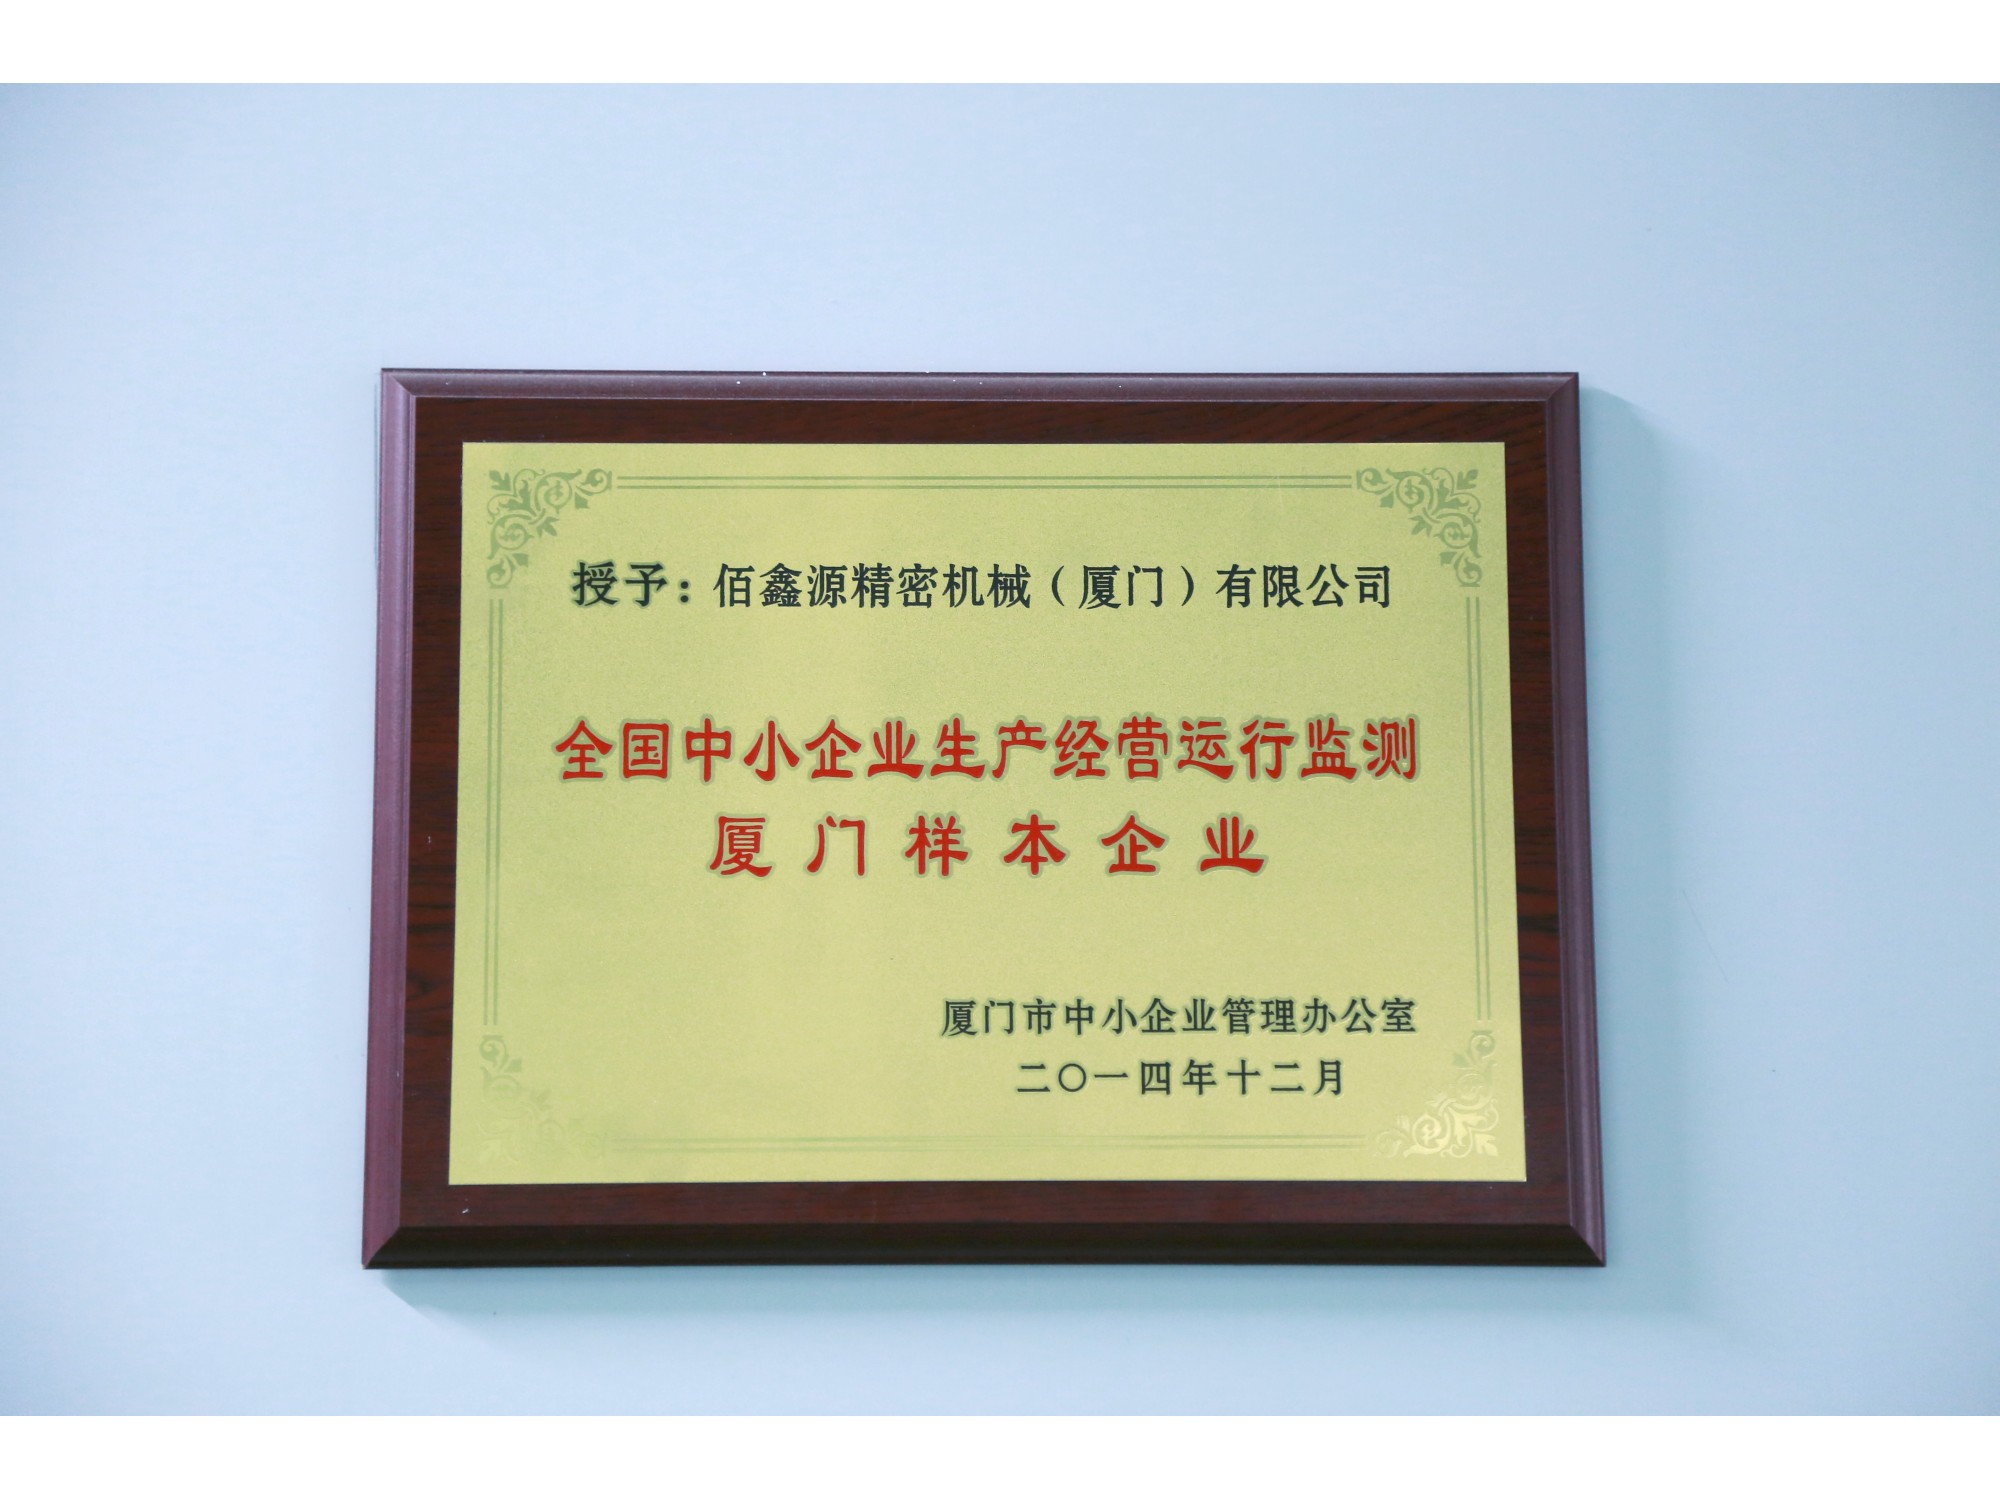 授予：佰鑫源精密机械（厦门）有限公司
全国中小企业生产经营运行监测
厦门样本企业
厦门市中小企业管理办公室
二〇一四年十二月